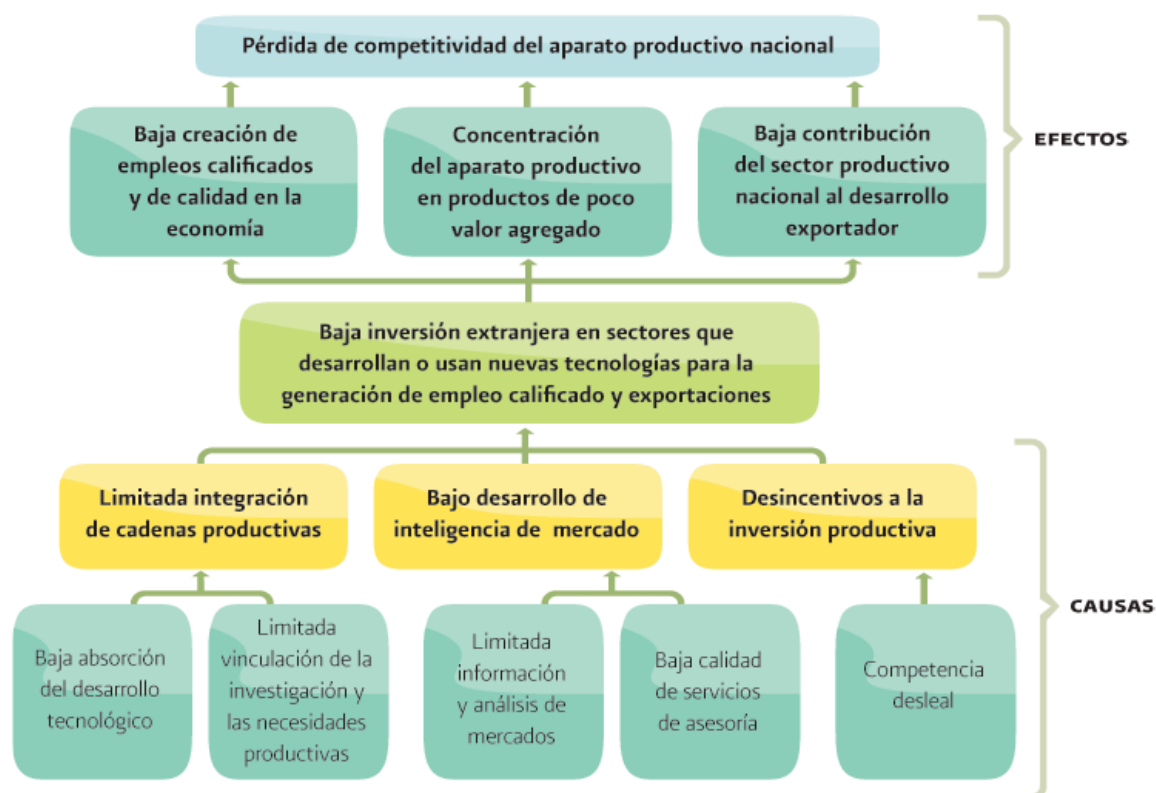 Pérdida de competitividad del aparato productivo nacional
Baja creación de
empleos calificados
y de calidad en la
economía
Concentración
del aparato productivo
en productos de poco
valor agregado
Baja contribución
del sector productivo
nacional al desarrollo
exportador
EFECTOS
Baja inversión extranjera en sectores que
desarrollan o usan nuevas tecnologías para la
generación de empleo calificado y exportaciones
Limitada integración
de cadenas productivas
Bajo desarrollo de
inteligencia de mercado
Desincentivos a la
inversión productiva
CAUSAS
Baja absorción
del desarrollo
tecnológico
Limitada
vinculación de la
investigación y
las necesidades
productivas
Limitada
información
y análisis de
mercados
Baja calidad
de servicios
de asesoría
Competencia
desleal